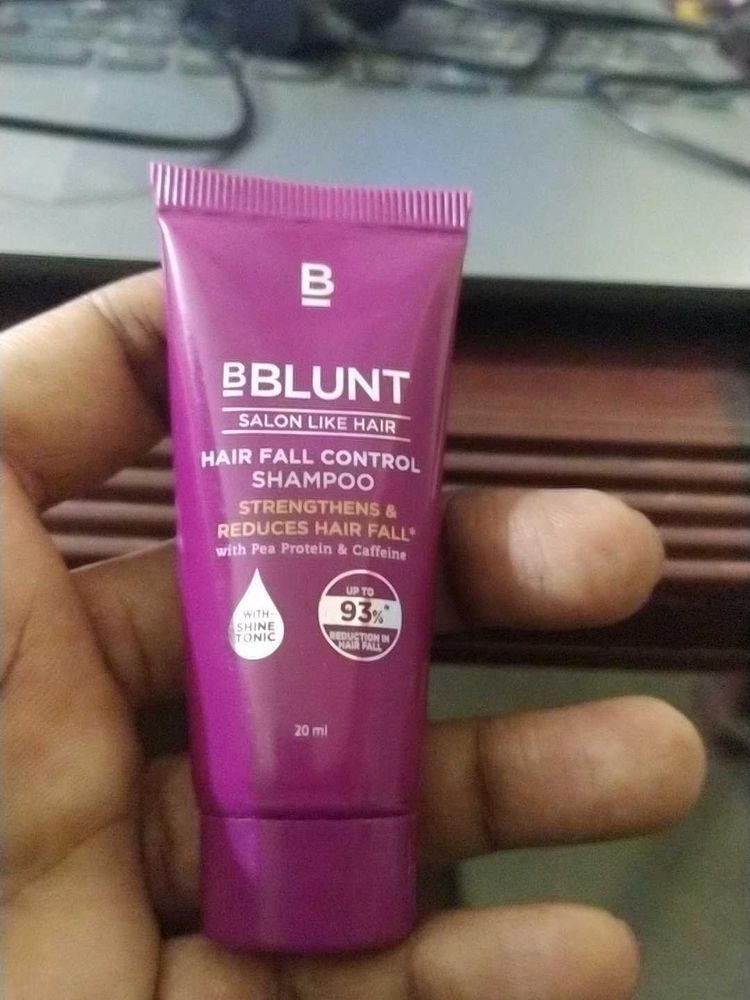 B
BBLUNT
SALON LIKE HAIR
HAIR FALL CONTROL
SHAMPOO
STRENGTHENS &
REDUCES HAIR FALL*
with Pea Protein & Caffeine
WITH
SHINE
TONIC
UP TO
93%*
REDUCTION IN
HAIR FALL
20 ml